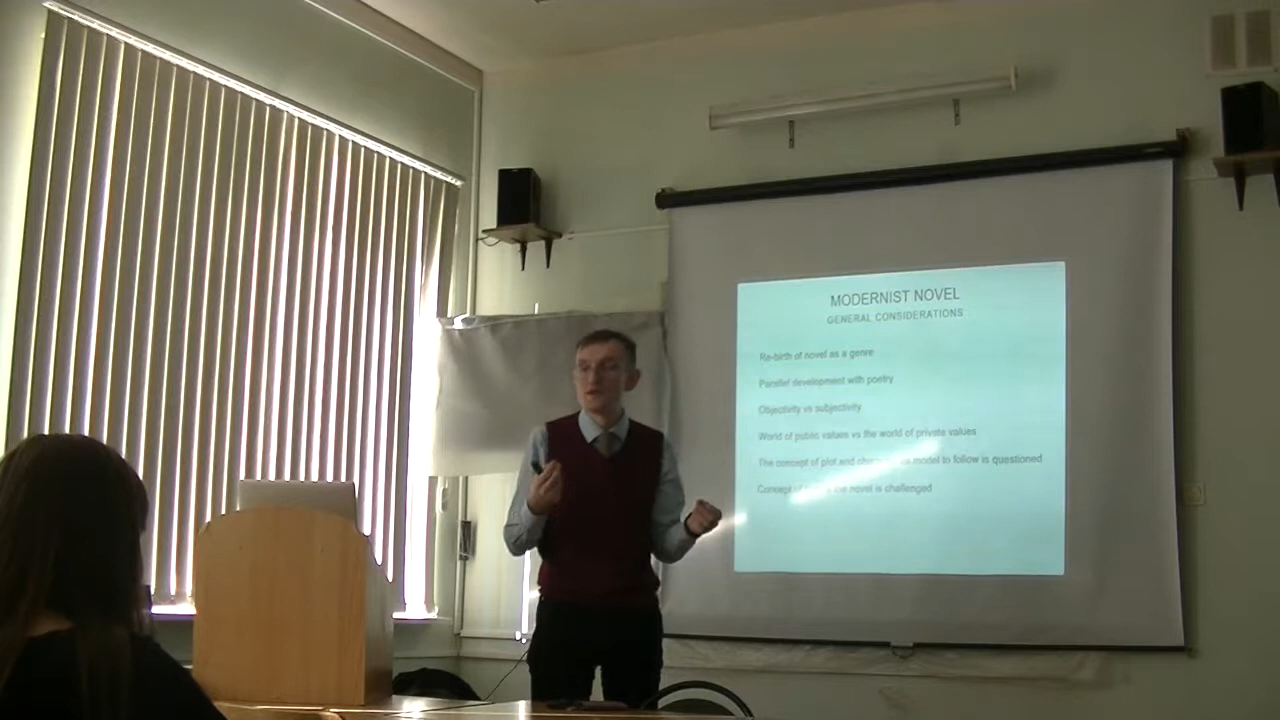 MODERNIST NOVEL
GENERAL CONSIDERATIONS
Re-birth of novel as a genre
Parallel development with poetry
Objectivity vs subjectivity
World of public values vs the world of private values
The concept of plot and model to follow is questioned
Concept novel is challenged